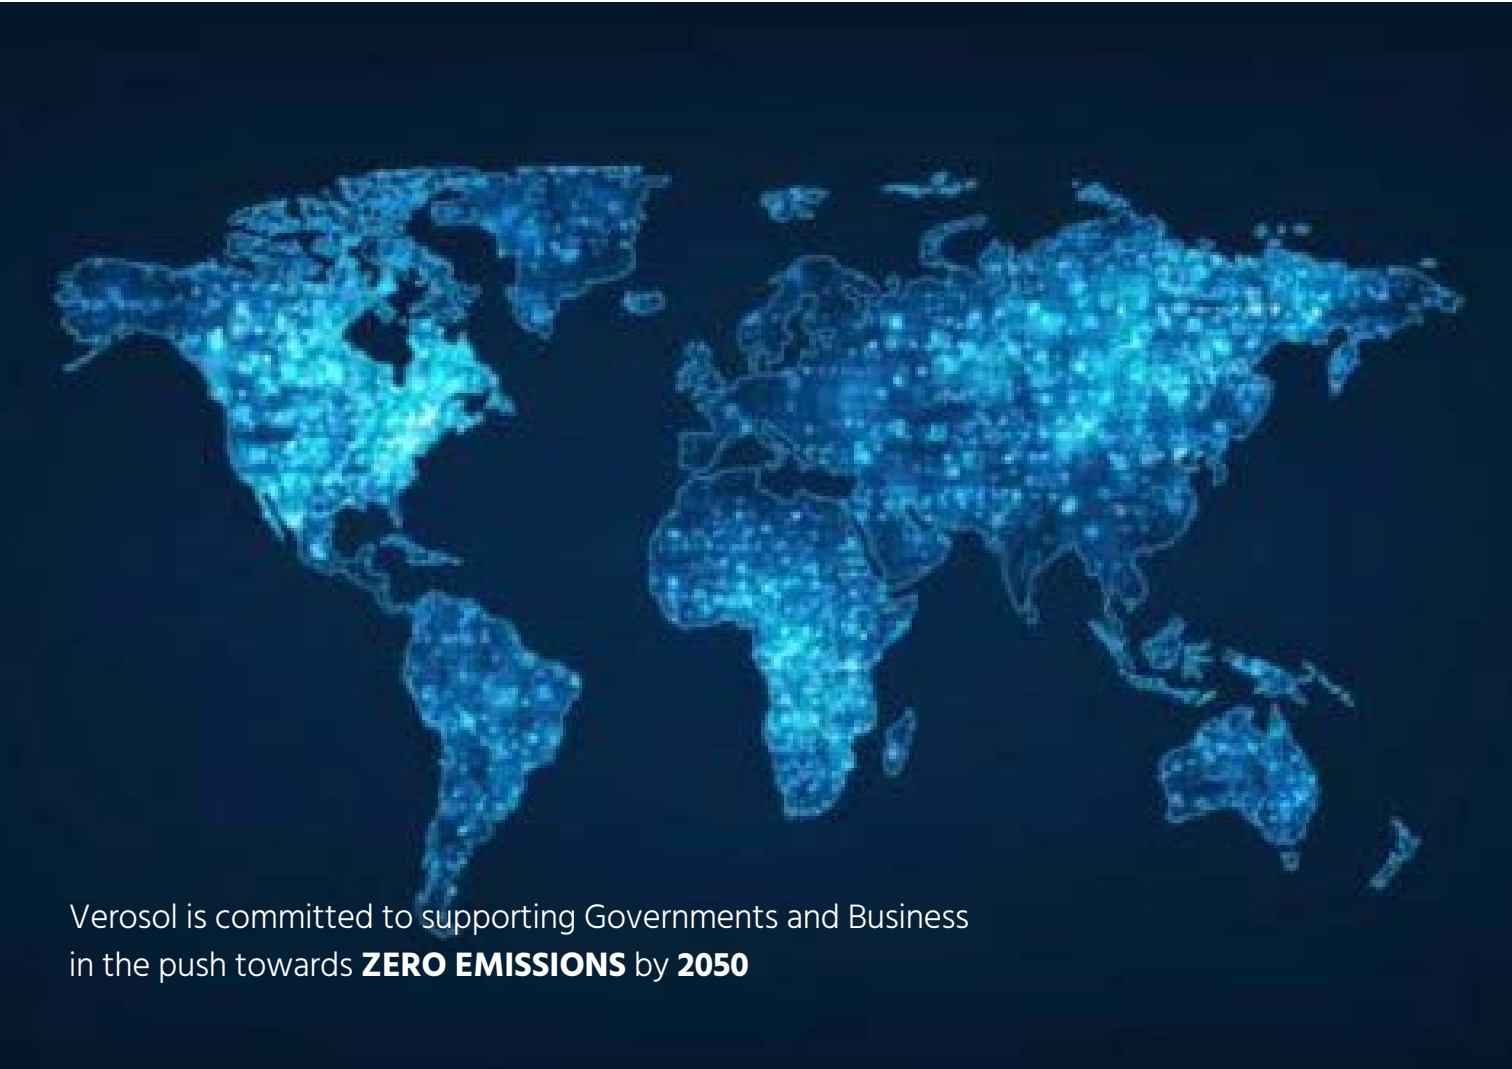 Verosol is committed to supporting Governments and Business
in the push towards ZERO EMISSIONS by 2050